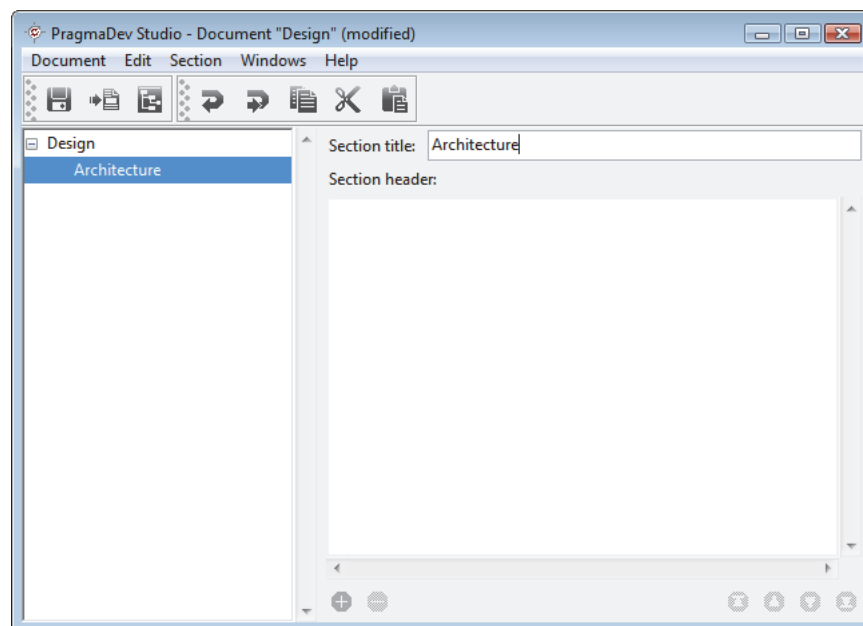 PragmaDev Studio - Document "Design" (modified)
Document Edit Section Windows Help
Design
Architecture
Section title: Architecture
Section header: